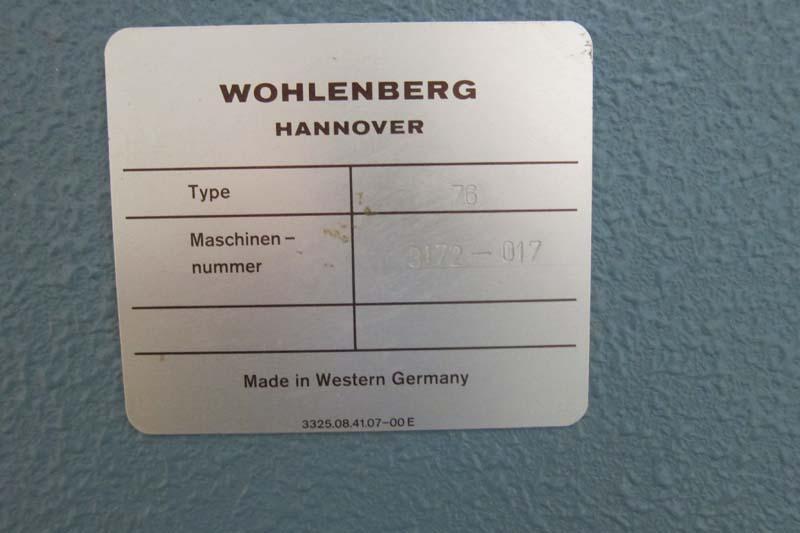 WOHLENBERG
HANNOVER
Type 76
Maschinen-
nummer 3172-017
Made in Western Germany
3325.08.41.07-00 E